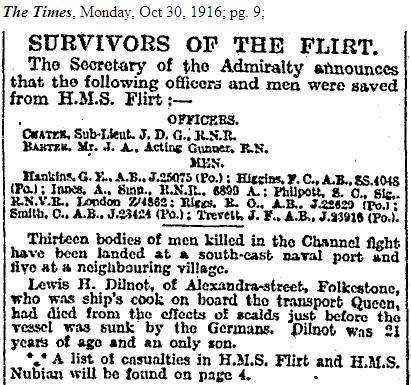 The Times, Monday, Oct 30, 1916; pg. 9;
SURVIVORS OF THE FLIRT.
The Secretary of the Admiralty announces
that the following officers and men were saved
from H.M.S. Flirt :—
OFFICERS.
CHATER, Sub-Lieut. J. D. G., R.N.R.
BARTER, Mr. J. A., Acting Gunner, R.N.
MEN.
Hankins, G. E., A.B., J.25075 (Po.) ; Higgins, F. C., A.B., SS.4048
(Po.) ; Innes, A., Smn., R.N.R., 6899 A. ; Philpott, S. C., Sig.,
R.N.V.R., London Z/4862 ; Riggs, R. O., A.B., J.22629 (Po.) ;
Smith, C., A.B., J.23424 (Po.) ; Trevett, J. F., A.B., J.23916 (Po.).
Thirteen bodies of men killed in the Channel fight
have been landed at a south-east naval port and
five at a neighbouring village.
Lewis H. Dilnot, of Alexandra-street, Folkestone,
who was ship's cook on board the transport Queen,
had died from the effects of scalds just before the
vessel was sunk by the Germans. Dilnot was 21
years of age and an only son.
*** A list of casualties in H.M.S. Flirt and H.M.S.
Nubian will be found on page 4.